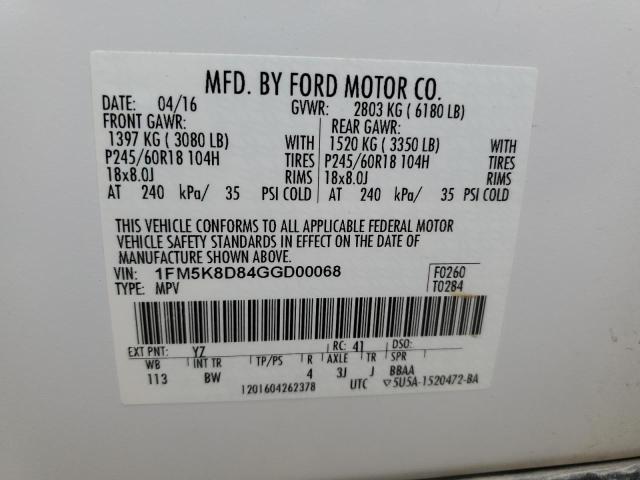 MFD. BY FORD MOTOR CO.
DATE: 04/16 GVWR: 2803 KG ( 6180 LB)
FRONT GAWR: REAR GAWR:
1397 KG ( 3080 LB) WITH 1520 KG ( 3350 LB) WITH
P245/60R18 104H TIRES P245/60R18 104H TIRES
18x8.0J RIMS 18x8.0J RIMS
AT 240 kPa/ 35 PSI COLD AT 240 kPa/ 35 PSI COLD
THIS VEHICLE CONFORMS TO ALL APPLICABLE FEDERAL MOTOR
VEHICLE SAFETY STANDARDS IN EFFECT ON THE DATE OF
MANUFACTURE SHOWN ABOVE.
VIN: 1FM5K8D84GGD00068 F0260
TYPE: MPV T0284
EXT PNT: YZ RC: 41 DSO:
WB INT TR TP/PS R AXLE TR SPR
113 BW 4 3J J BBAA
1201604262378 UTC ▽5U5A-1520472-BA